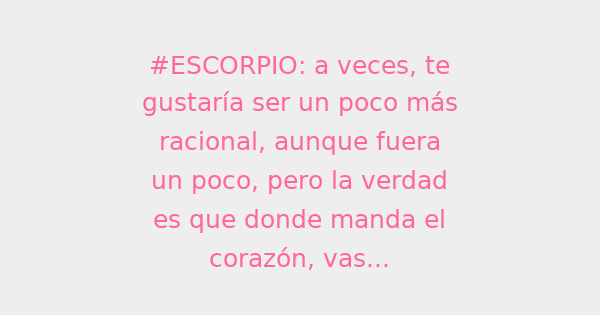 #ESCORPIO: a veces, te
gustaría ser un poco más
racional, aunque fuera
un poco, pero la verdad
es que donde manda el
corazón, vas...